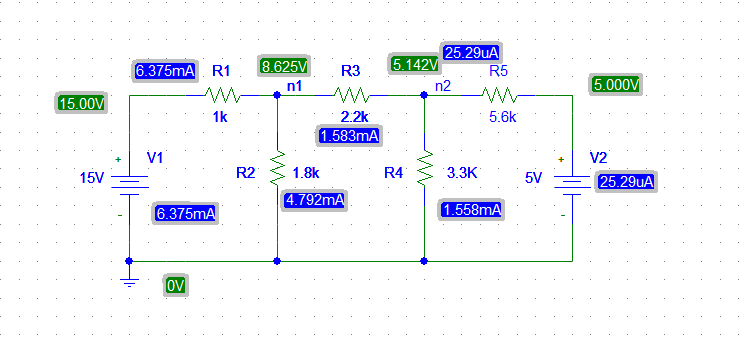 25.29uA
6.375mA R1 8.625V R3 5.142V R5
15.00V n1 n2 5.000V
1k 2.2k 5.6k
1.583mA
+ V1 + V2
15V R2 1.8k R4 3.3K 5V 25.29uA
4.792mA
- 6.375mA 1.558mA -
0V